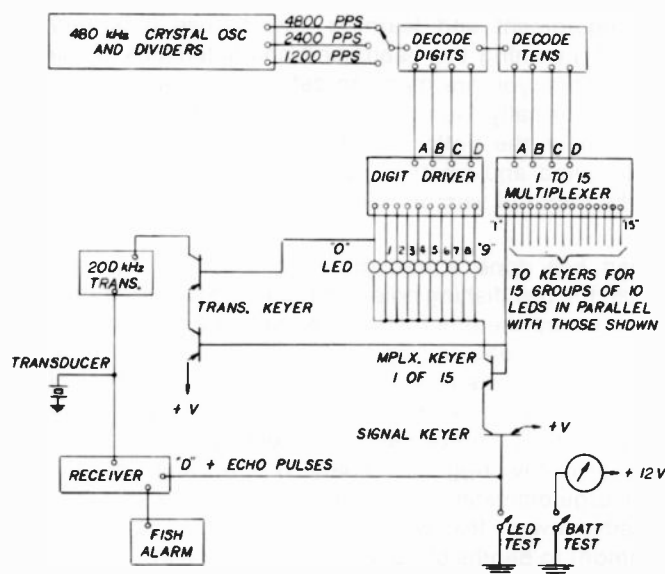 480 kHz CRYSTAL OSC
AND DIVIDERS
4800 PPS
2400 PPS
1200 PPS
DECODE
DIGITS
DECODE
TENS
A B C D
A B C D
DIGIT DRIVER
1 TO 15
MULTIPLEXER
"1"
"15"
"0"
LED
1 2 3 4 5 6 7 8 "9"
TO KEYERS FOR
15 GROUPS OF 10
LEDS IN PARALLEL
WITH THOSE SHOWN
200 kHz
TRANS.
TRANS. KEYER
MPLX. KEYER
1 OF 15
TRANSDUCER
+ V
SIGNAL KEYER
+V
RECEIVER
"D" + ECHO PULSES
+ 12V
FISH
ALARM
LED
TEST
BATT
TEST